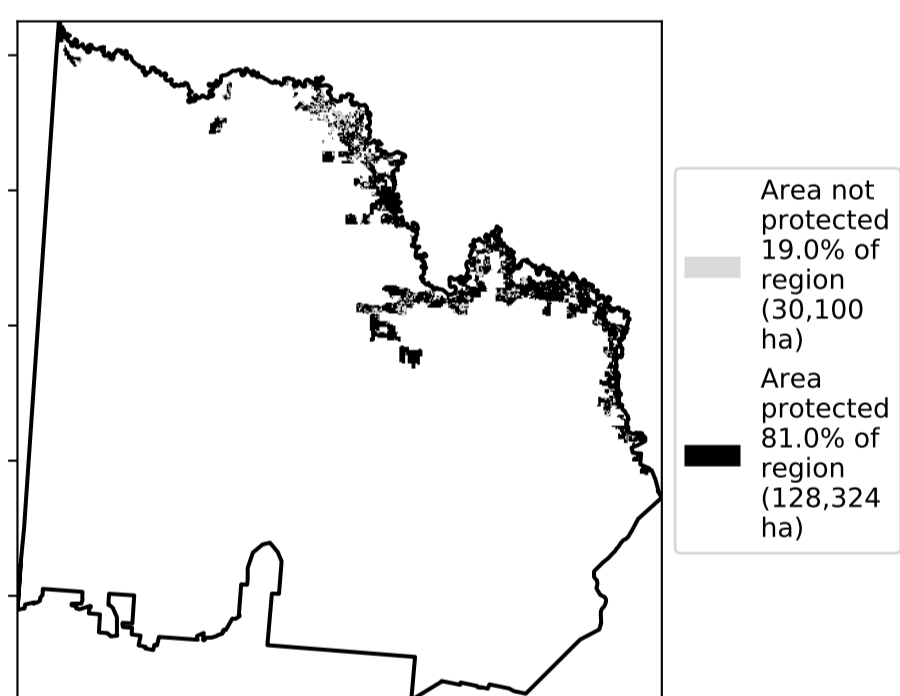 Area not
protected
19.0% of
region
(30,100
ha)
Area
protected
81.0% of
region
(128,324
ha)